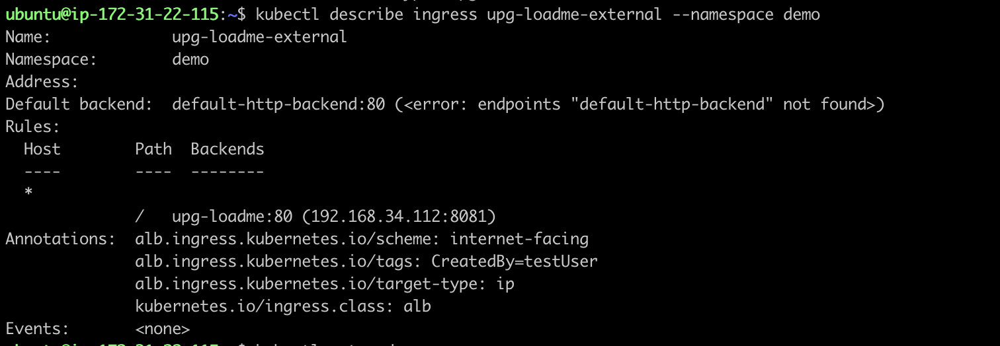 ubuntu@ip-172-31-22-115:~$ kubectl describe ingress upg-loadme-external --namespace demo
Name:             upg-loadme-external
Namespace:        demo
Address:
Default backend:  default-http-backend:80 (<error: endpoints "default-http-backend" not found>)
Rules:
  Host        Path  Backends
  ----        ----  --------
  *
              /   upg-loadme:80 (192.168.34.112:8081)
Annotations:  alb.ingress.kubernetes.io/scheme: internet-facing
              alb.ingress.kubernetes.io/tags: CreatedBy=testUser
              alb.ingress.kubernetes.io/target-type: ip
              kubernetes.io/ingress.class: alb
Events:       <none>